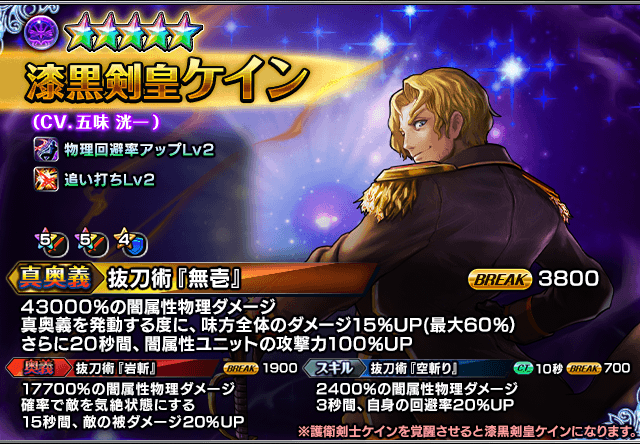 漆黒剣皇ケイン
(CV.五味 洸一)
物理回避率アップLv2
追い打ちLv2
5 5 4
真奥義 抜刀術『無壱』 BREAK 3800
43000%の闇属性物理ダメージ
真奥義を発動する度に、味方全体のダメージ15%UP(最大60%)
さらに20秒間、闇属性ユニットの攻撃力100%UP
奥義 抜刀術『岩斬』 BREAK 1900
17700%の闇属性物理ダメージ
確率で敵を気絶状態にする
15秒間、敵の被ダメージ20%UP
スキル 抜刀術『空斬り』 CT 10秒 BREAK 700
2400%の闇属性物理ダメージ
3秒間、自身の回避率20%UP
※護衛剣士ケインを覚醒させると漆黒剣皇ケインになります。